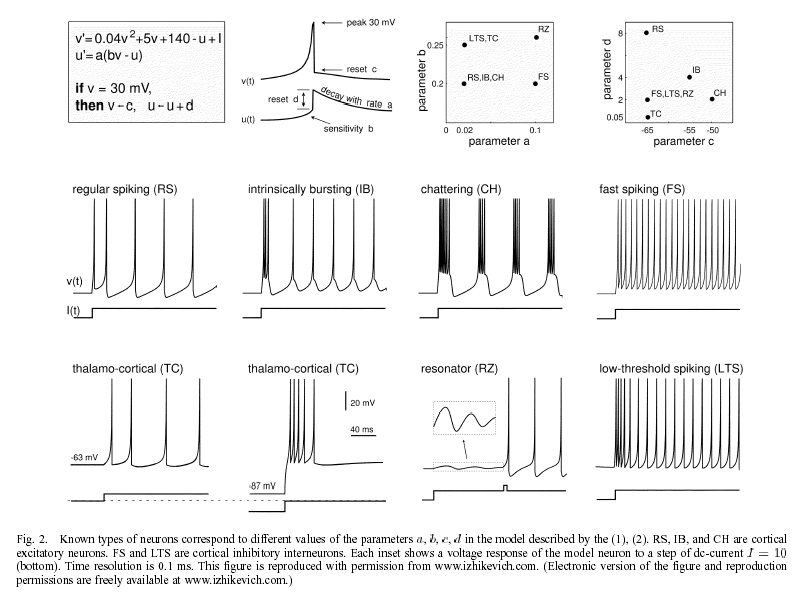 v'= 0.04v²+5v+140 - u+I
u'= a(bv - u)
if v = 30 mV,
then v←c, u←u+d
peak 30 mV
reset c
v(t)
reset d
decay with rate a
u(t)
sensitivity b
parameter b
0.25
0.2
LTS,TC
RZ
RS,IB,CH
FS
0 0.02 0.1
parameter a
parameter d
8
4
2
0.05
RS
IB
FS,LTS,RZ
CH
TC
-65 -55 -50
parameter c
regular spiking (RS)
intrinsically bursting (IB)
chattering (CH)
fast spiking (FS)
v(t)
I(t)
thalamo-cortical (TC)
thalamo-cortical (TC)
resonator (RZ)
low-threshold spiking (LTS)
20 mV
40 ms
-63 mV
-87 mV
Fig. 2. Known types of neurons correspond to different values of the parameters a, b, c, d in the model described by the (1), (2). RS, IB, and CH are cortical
excitatory neurons. FS and LTS are cortical inhibitory interneurons. Each inset shows a voltage response of the model neuron to a step of dc-current I = 10
(bottom). Time resolution is 0.1 ms. This figure is reproduced with permission from www.izhikevich.com. (Electronic version of the figure and reproduction
permissions are freely available at www.izhikevich.com.)